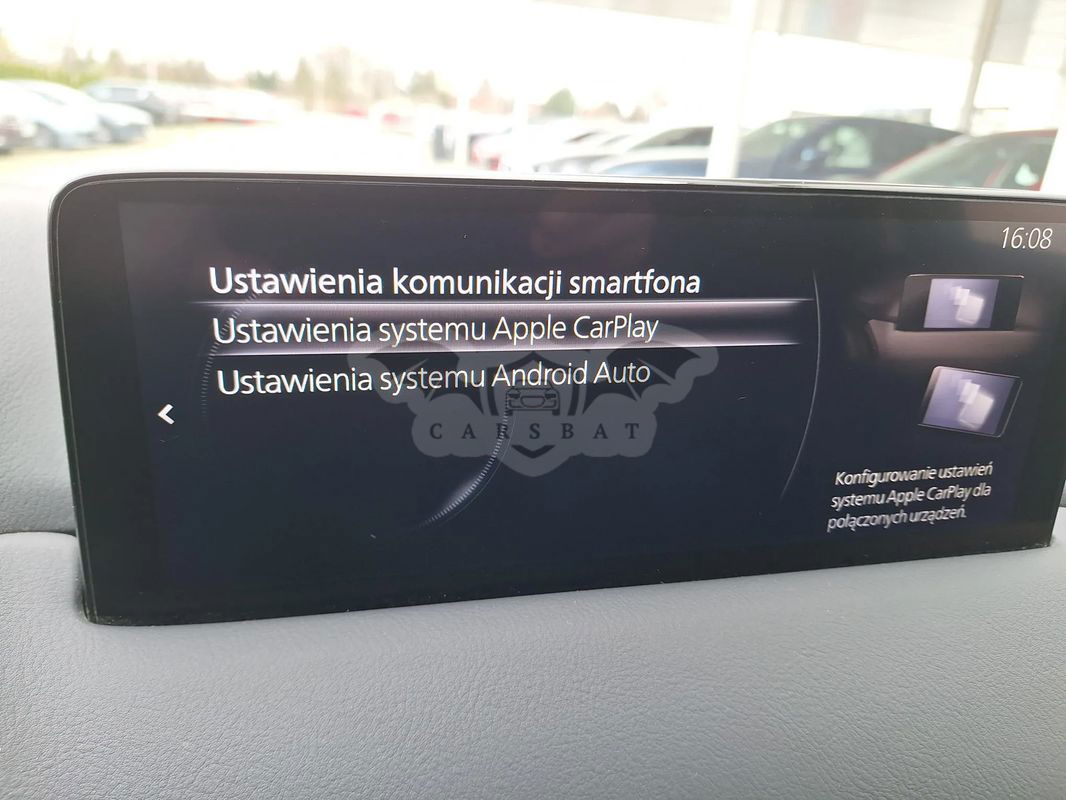 16:08
Ustawienia komunikacji smartfona
Ustawienia systemu Apple CarPlay
Ustawienia systemu Android Auto
CARSBAT
Konfigurowanie ustawień
systemu Apple CarPlay dla
połączonych urządzeń.